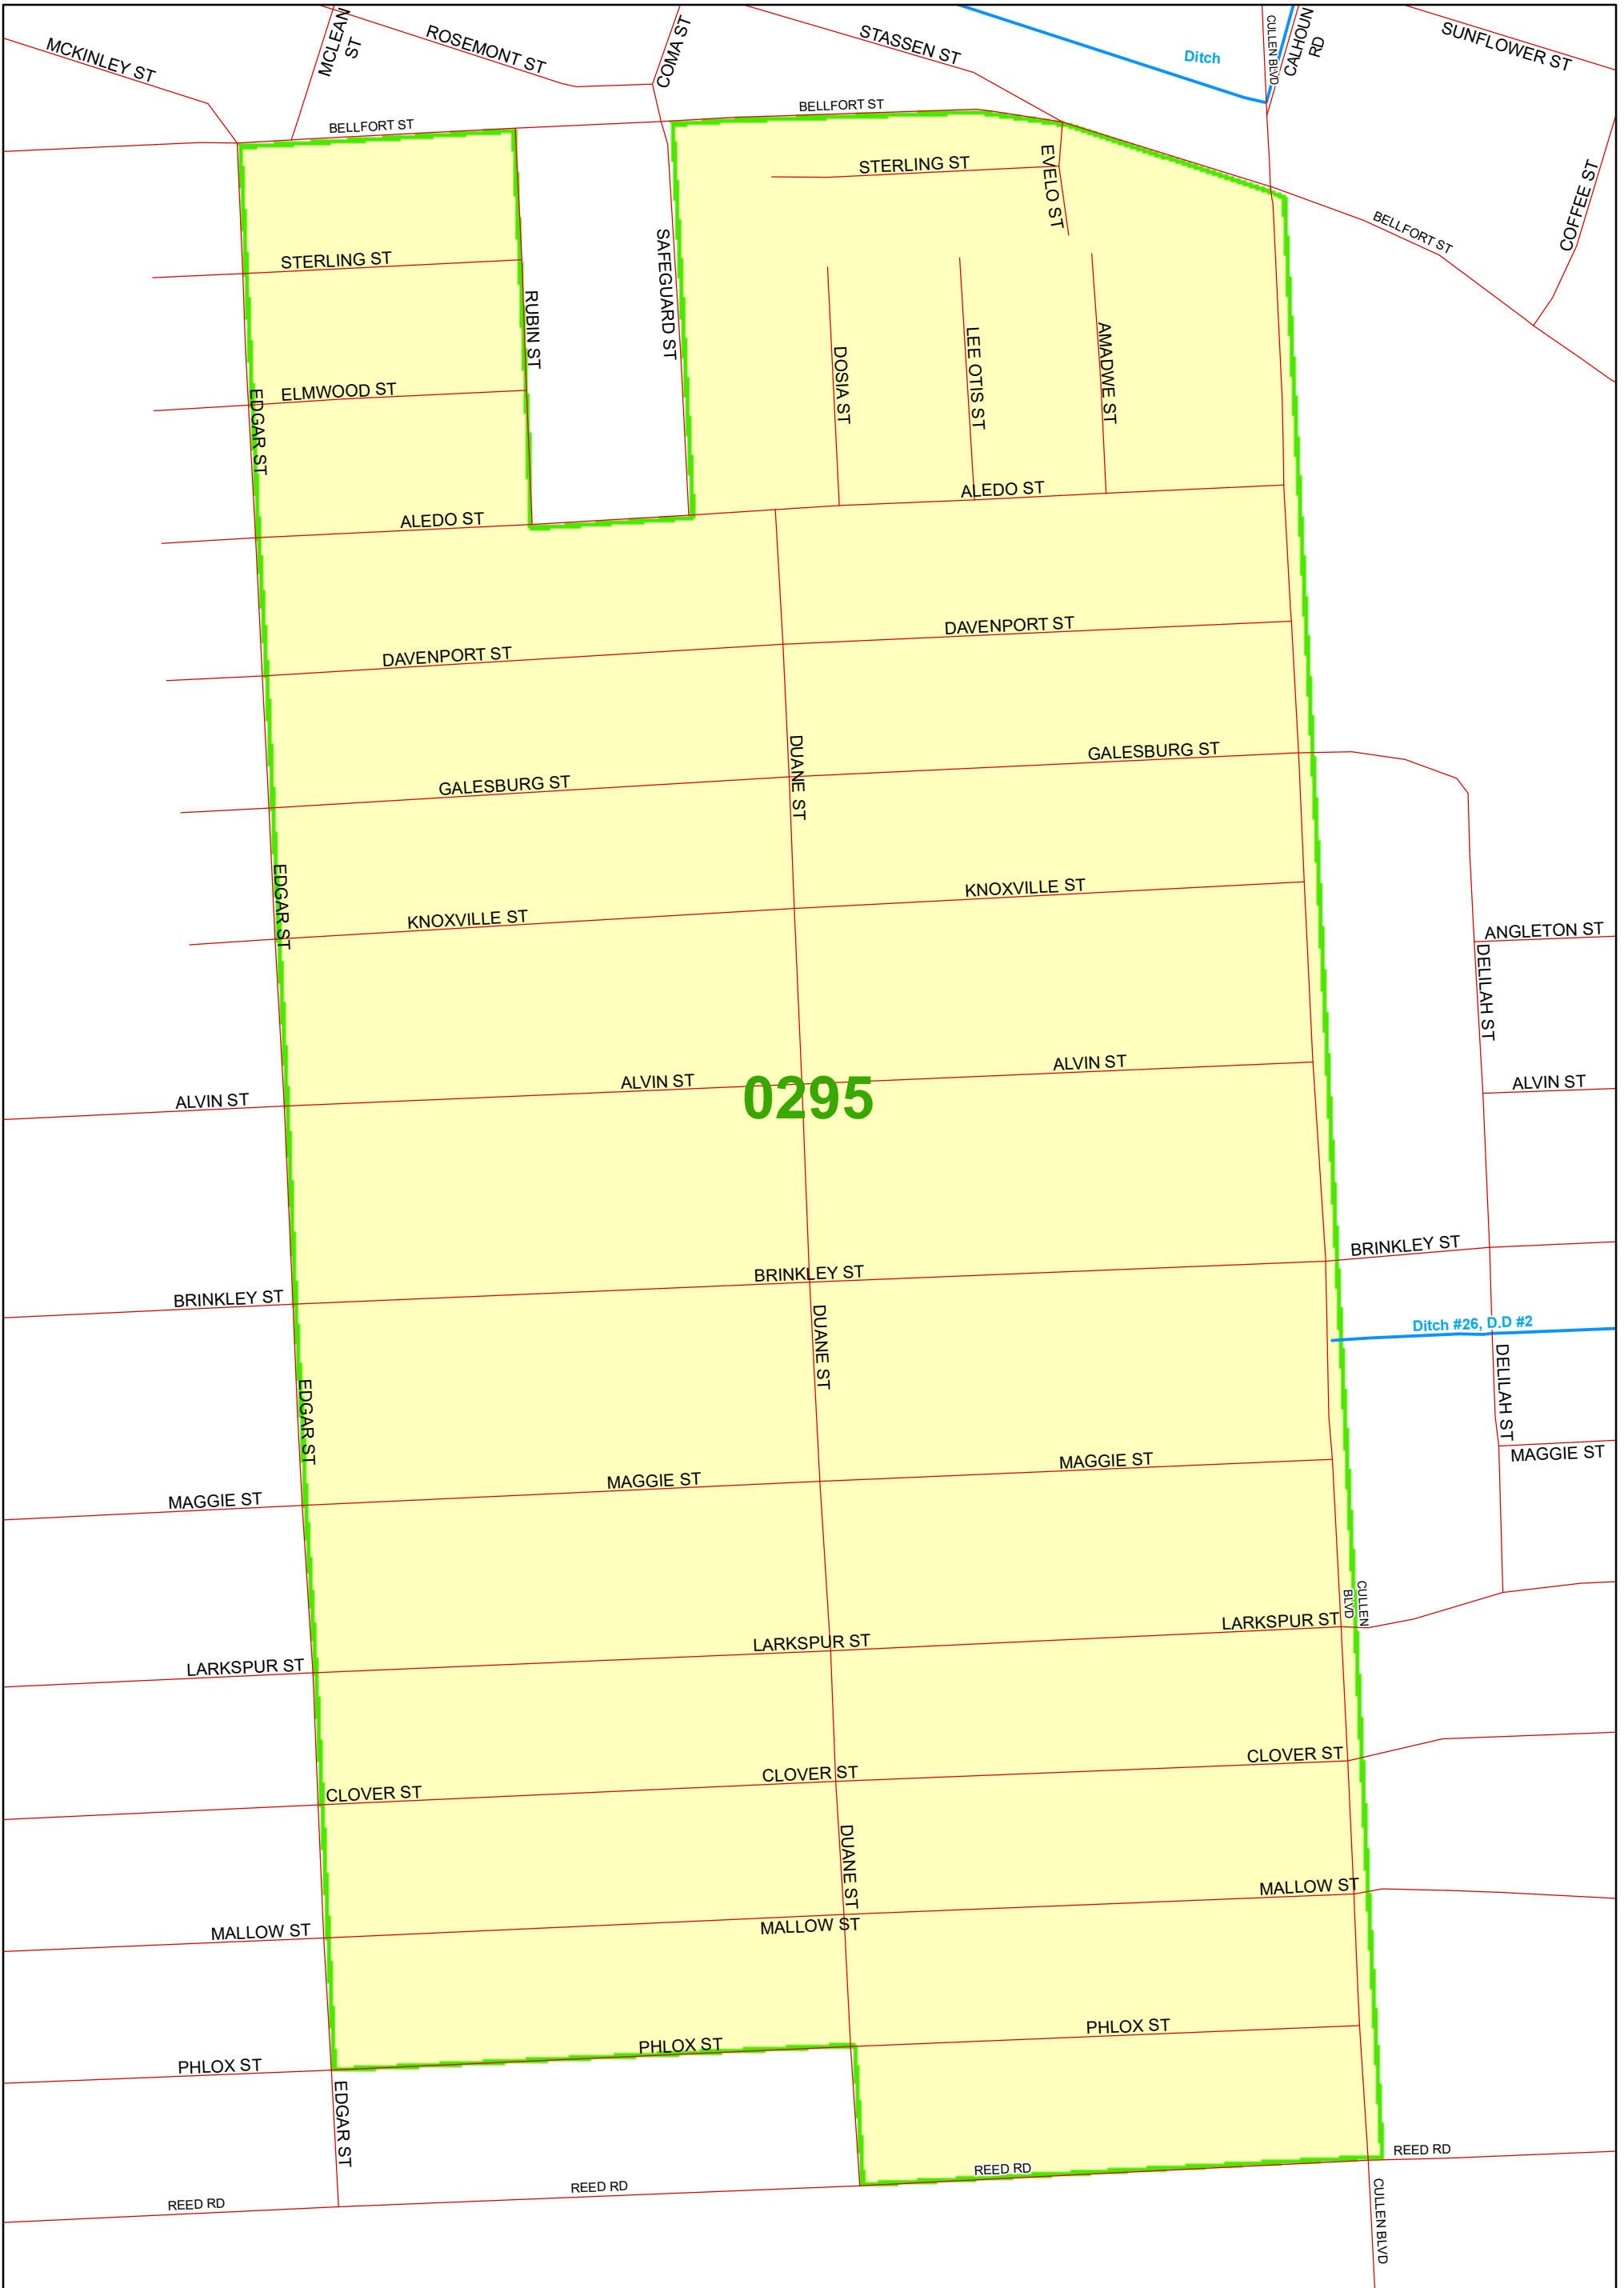 MCKINLEY ST
MCLEAN
ST
ROSEMONT ST
COMA ST
STASSEN ST
Ditch
CULLEN BLVD
CALHOUN
RD
SUNFLOWER ST
BELLFORT ST
BELLFORT ST
STERLING ST
EVELO ST
COFFEE ST
BELLFORT ST
STERLING ST
SAFEGUARD ST
RUBIN ST
DOSIA ST
LEE OTIS ST
AMADWE ST
ELMWOOD ST
EDGAR ST
ALEDO ST
ALEDO ST
DAVENPORT ST
DAVENPORT ST
GALESBURG ST
GALESBURG ST
DUANE ST
EDGAR ST
KNOXVILLE ST
KNOXVILLE ST
ANGLETON ST
DELILAH ST
ALVIN ST
ALVIN ST
ALVIN ST
ALVIN ST
0295
BRINKLEY ST
BRINKLEY ST
BRINKLEY ST
Ditch #26, D.D #2
DUANE ST
DELILAH ST
EDGAR ST
MAGGIE ST
MAGGIE ST
MAGGIE ST
MAGGIE ST
CULLEN
BLVD
LARKSPUR ST
LARKSPUR ST
LARKSPUR ST
CLOVER ST
CLOVER ST
CLOVER ST
DUANE ST
MALLOW ST
MALLOW ST
MALLOW ST
PHLOX ST
PHLOX ST
PHLOX ST
EDGAR ST
REED RD
REED RD
REED RD
REED RD
CULLEN BLVD